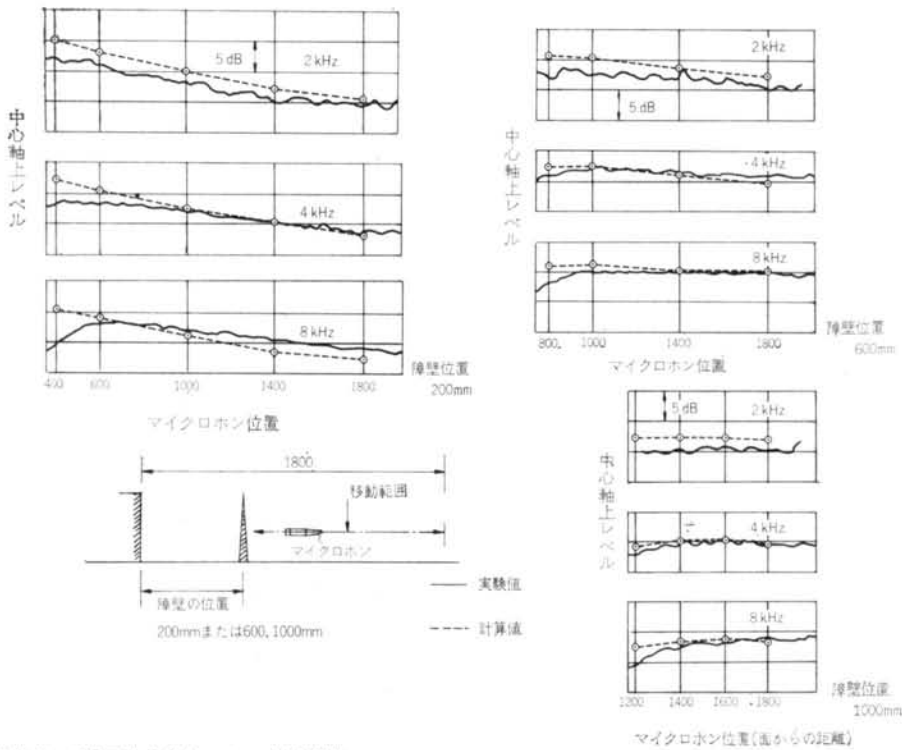 中心軸上レベル
5 dB
2 kHz
4 kHz
8 kHz
障壁位置
200mm
400
600
1000
1400
1800
マイクロホン位置
中心軸上レベル
2 kHz
5 dB
4 kHz
8 kHz
障壁位置
600mm
800
1000
1400
1800
マイクロホン位置
1800
移動範囲
マイクロホン
障壁の位置
200mmまたは600, 1000mm
実験値
計算値
中心軸上レベル
5 dB
2 kHz
4 kHz
8 kHz
障壁位置
1000mm
1200
1400
1600
1800
マイクロホン位置(面からの距離)